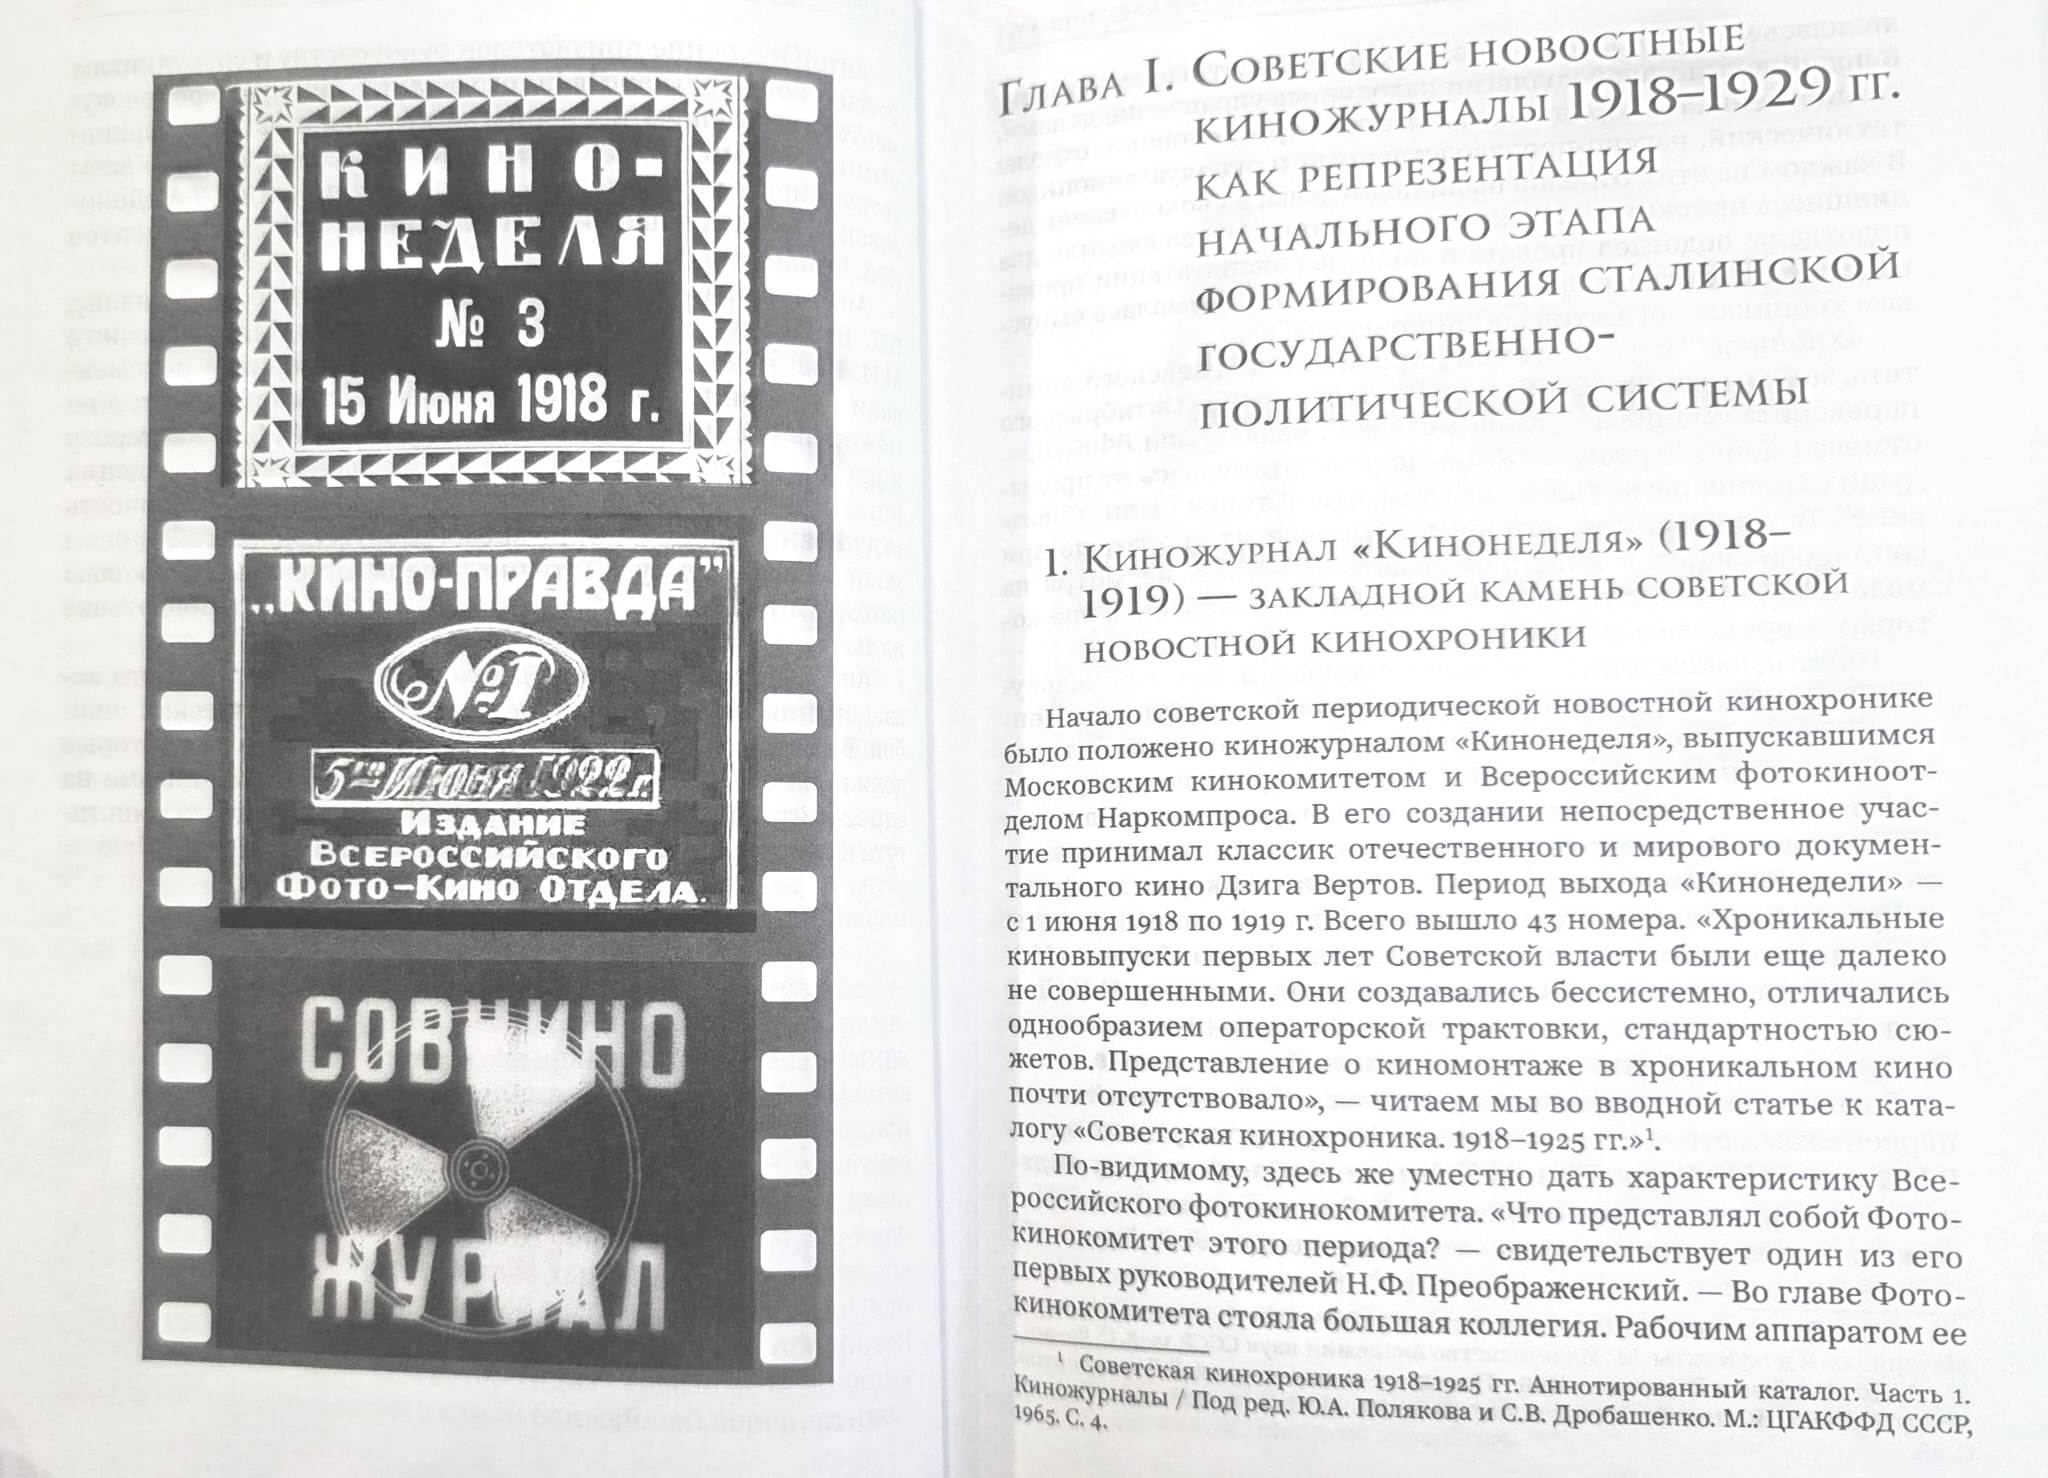 КИНО-
НЕДЕЛЯ
№ 3
15 Июня 1918 г.
„КИНО-ПРАВДА"
№1
5го Июня 1922 г.
ИЗДАНИЕ
ВСЕРОССИЙСКОГО
ФОТО-КИНО ОТДЕЛА.
СОВКИНО
ЖУРНАЛ
Глава I. Советские новостные
киножурналы 1918–1929 гг.
как репрезентация
начального этапа
формирования сталинской
государственно-
политической системы
1. Киножурнал «Кинонеделя» (1918–
1919) — закладной камень советской
новостной кинохроники
Начало советской периодической новостной кинохронике
было положено киножурналом «Кинонеделя», выпускавшимся
Московским кинокомитетом и Всероссийским фотокиноот-
делом Наркомпроса. В его создании непосредственное учас-
тие принимал классик отечественного и мирового докумен-
тального кино Дзига Вертов. Период выхода «Кинонедели» —
с 1 июня 1918 по 1919 г. Всего вышло 43 номера. «Хроникальные
киновыпуски первых лет Советской власти были еще далеко
не совершенными. Они создавались бессистемно, отличались
однообразием операторской трактовки, стандартностью сю-
жетов. Представление о киномонтаже в хроникальном кино
почти отсутствовало», — читаем мы во вводной статье к ката-
логу «Советская кинохроника. 1918–1925 гг.»¹.
По-видимому, здесь же уместно дать характеристику Все-
российского фотокинокомитета. «Что представлял собой Фото-
кинокомитет этого периода? — свидетельствует один из его
первых руководителей Н.Ф. Преображенский. — Во главе Фото-
кинокомитета стояла большая коллегия. Рабочим аппаратом ее
¹ Советская кинохроника 1918–1925 гг. Аннотированный каталог. Часть 1.
Киножурналы / Под ред. Ю.А. Полякова и С.В. Дробашенко. М.: ЦГАКФФД СССР,
1965. С. 4.